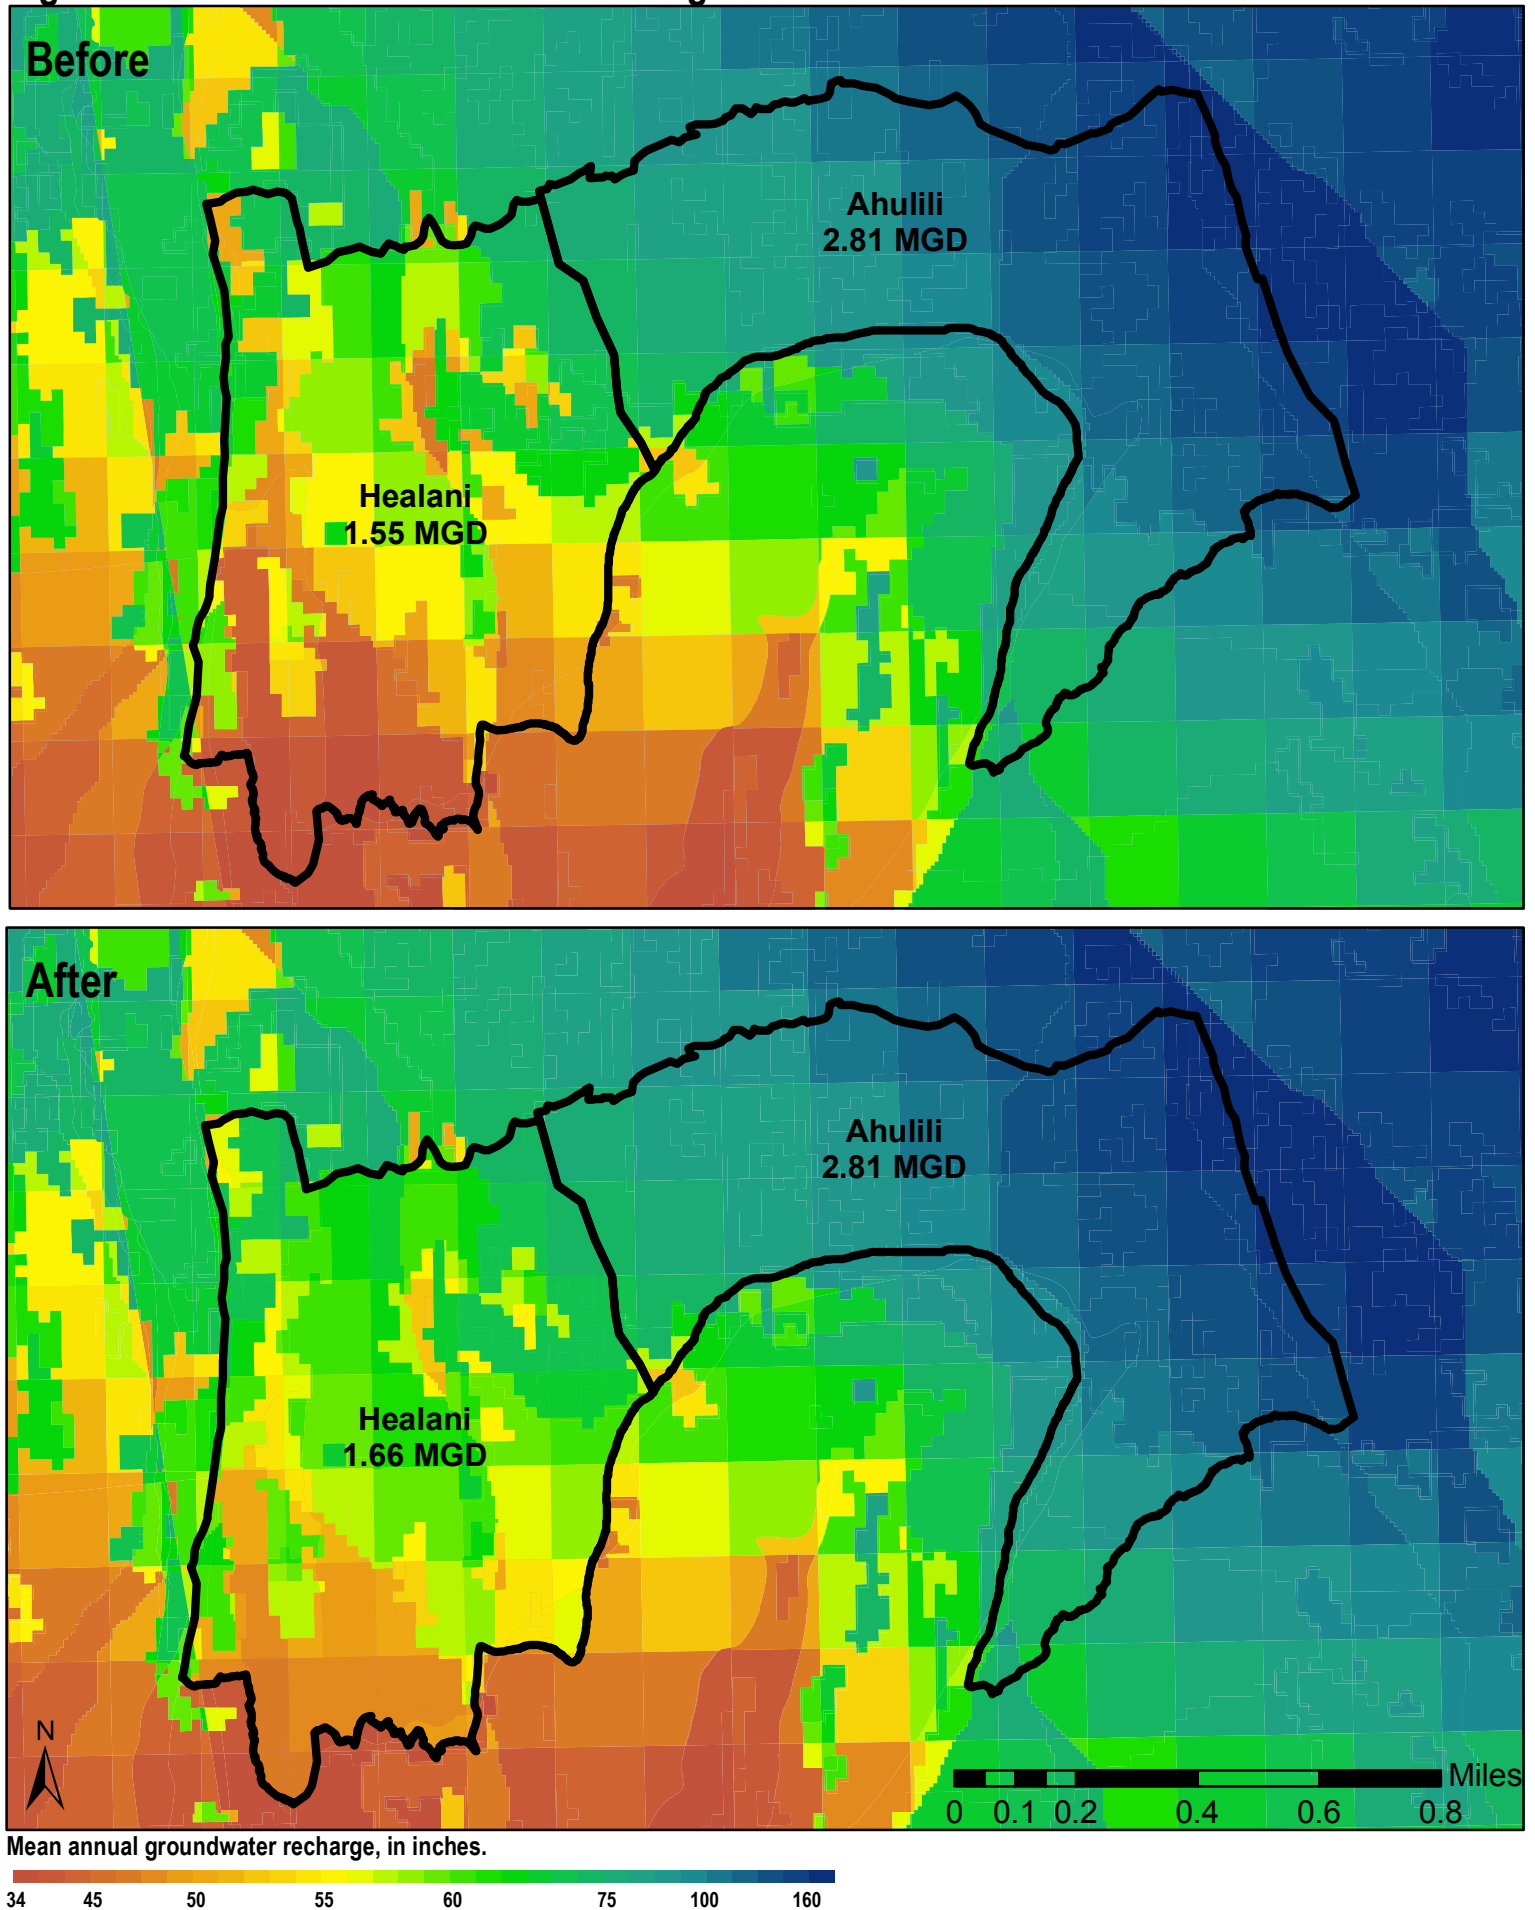 Before
Ahulili
2.81 MGD
Healani
1.55 MGD
After
Ahulili
2.81 MGD
Healani
1.66 MGD
N
Miles
0 0.1 0.2 0.4 0.6 0.8
Mean annual groundwater recharge, in inches.
34 45 50 55 60 75 100 160